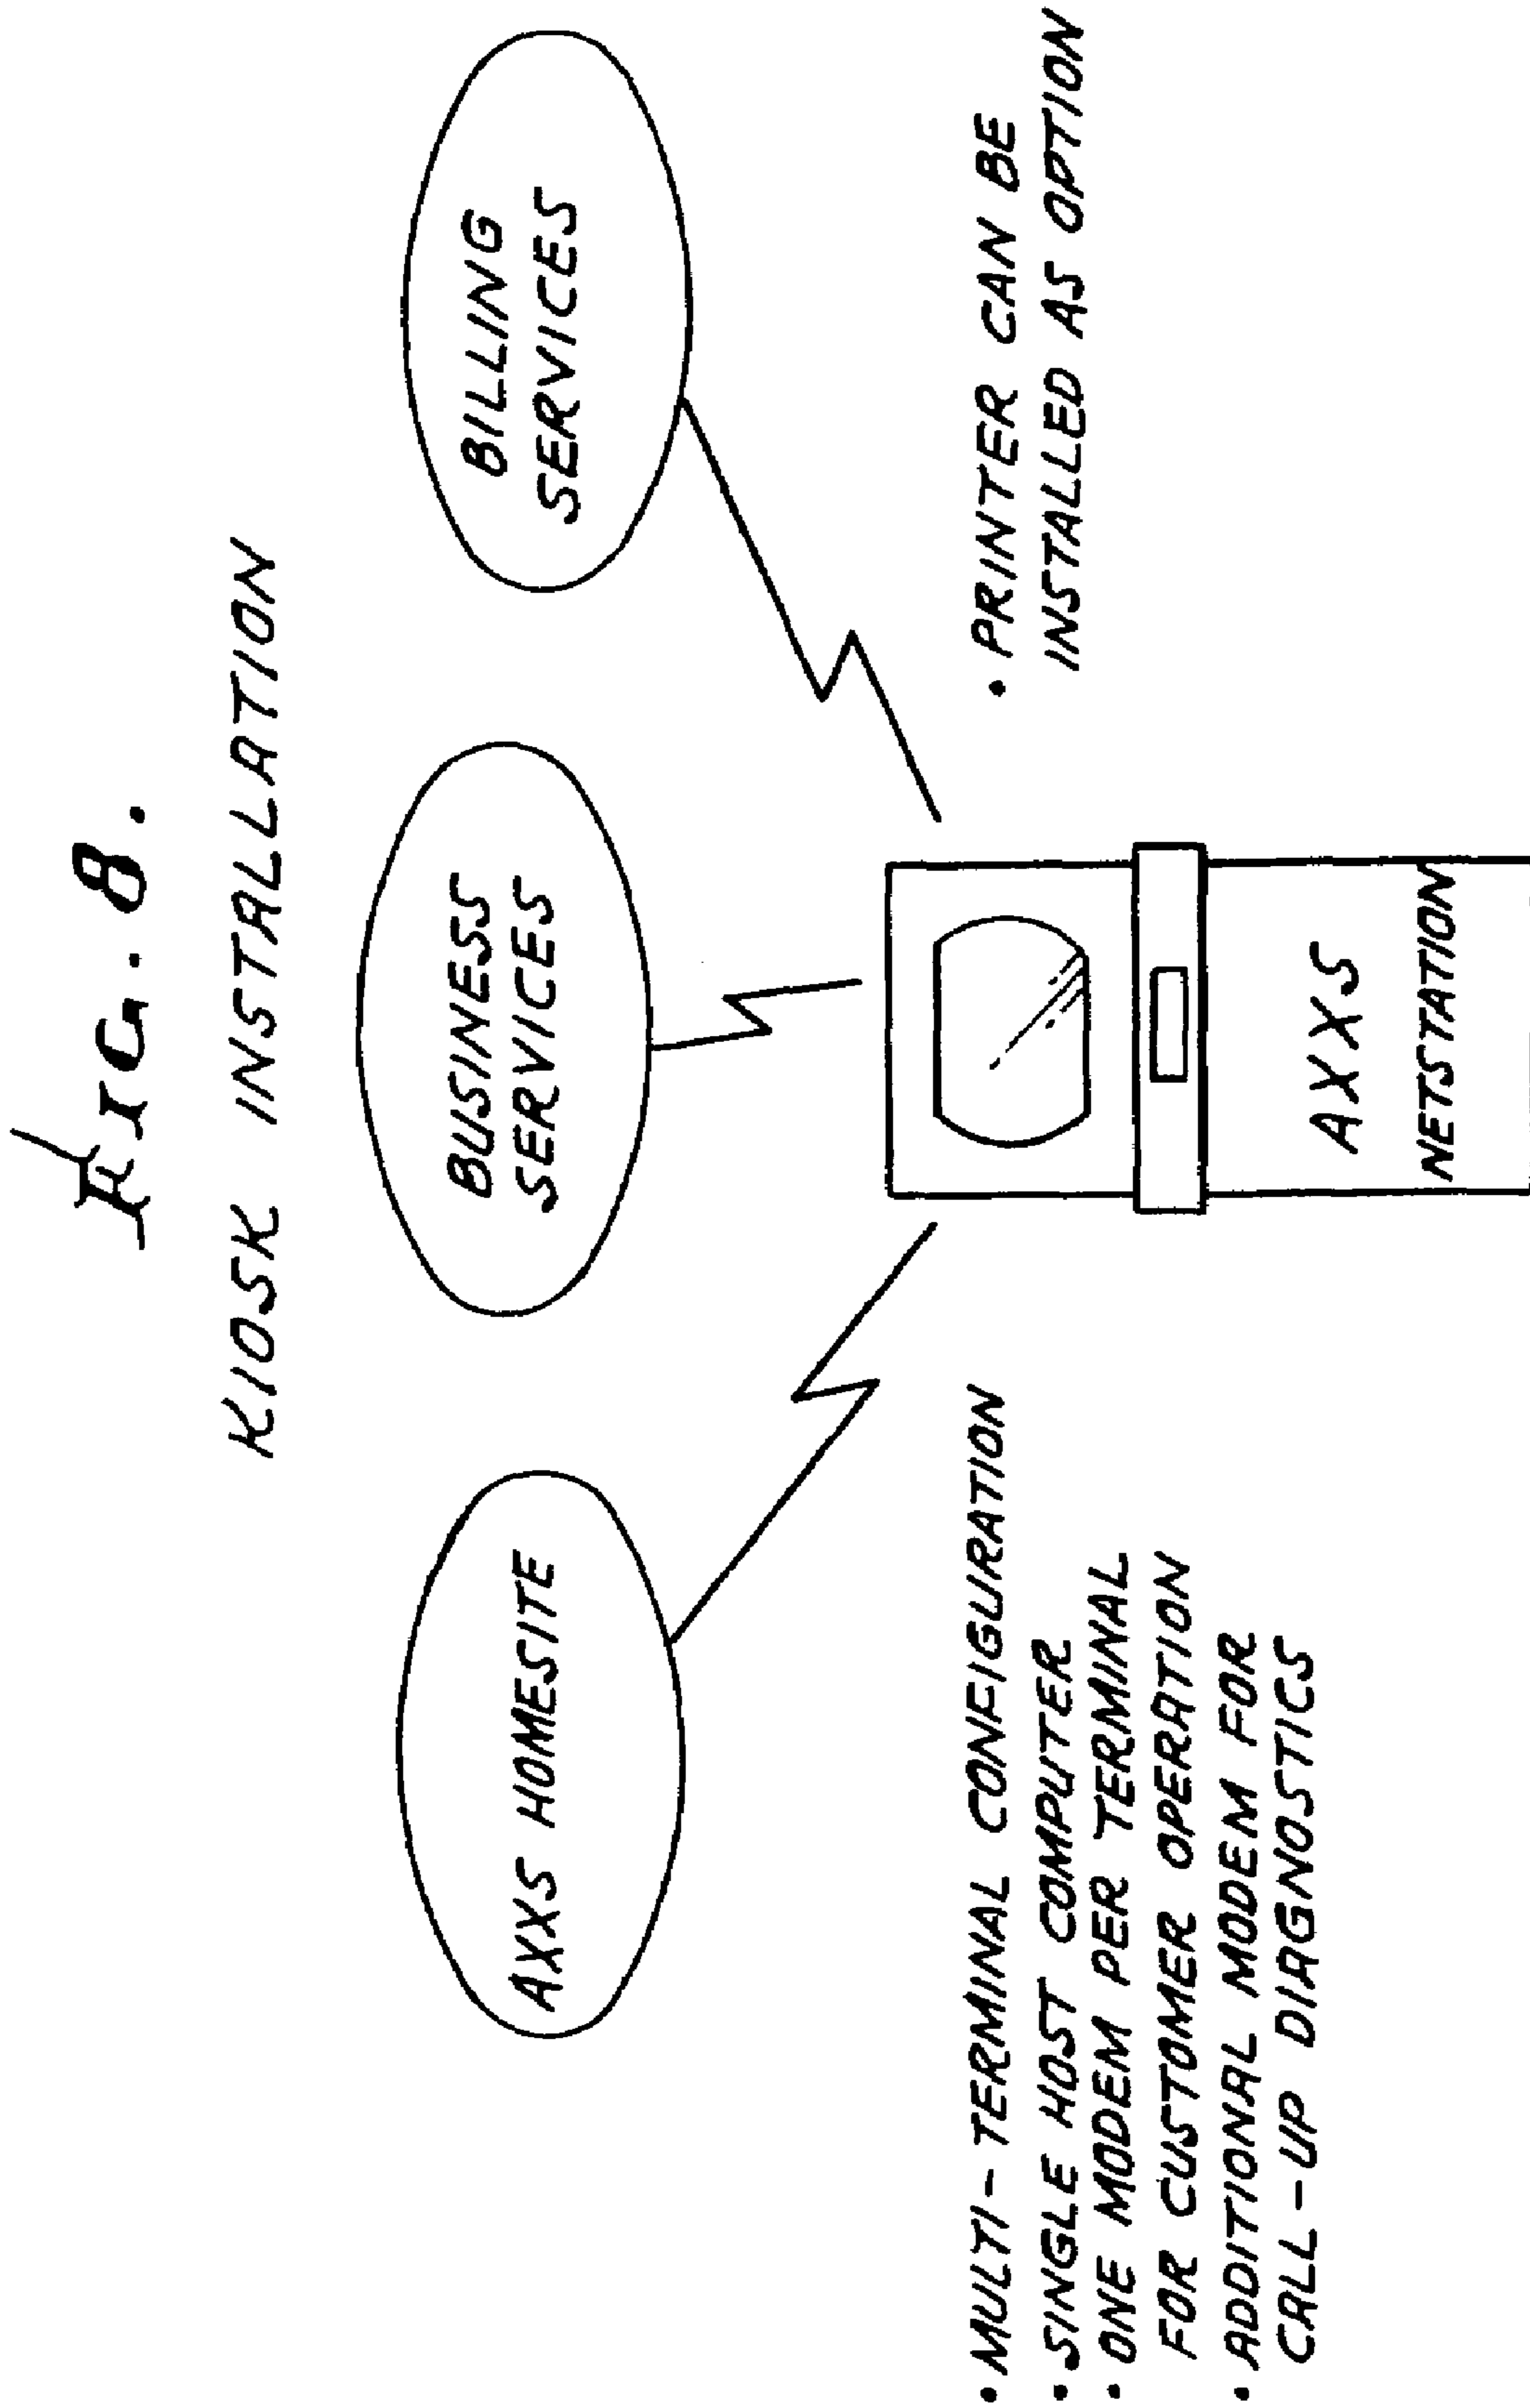 FIG. 8.
KIOSK INSTALLATION
AXXS HOMESITE
BUSINESS
SERVICES
BILLING
SERVICES
• MULTI-TERMINAL CONFIGURATION
• SINGLE HOST COMPUTER
• ONE MODEM PER TERMINAL
FOR CUSTOMER OPERATION
• ADDITIONAL MODEM FOR
CALL-UP DIAGNOSTICS
AXXS
NETSTATION
• PRINTER CAN BE
INSTALLED AS OPTION